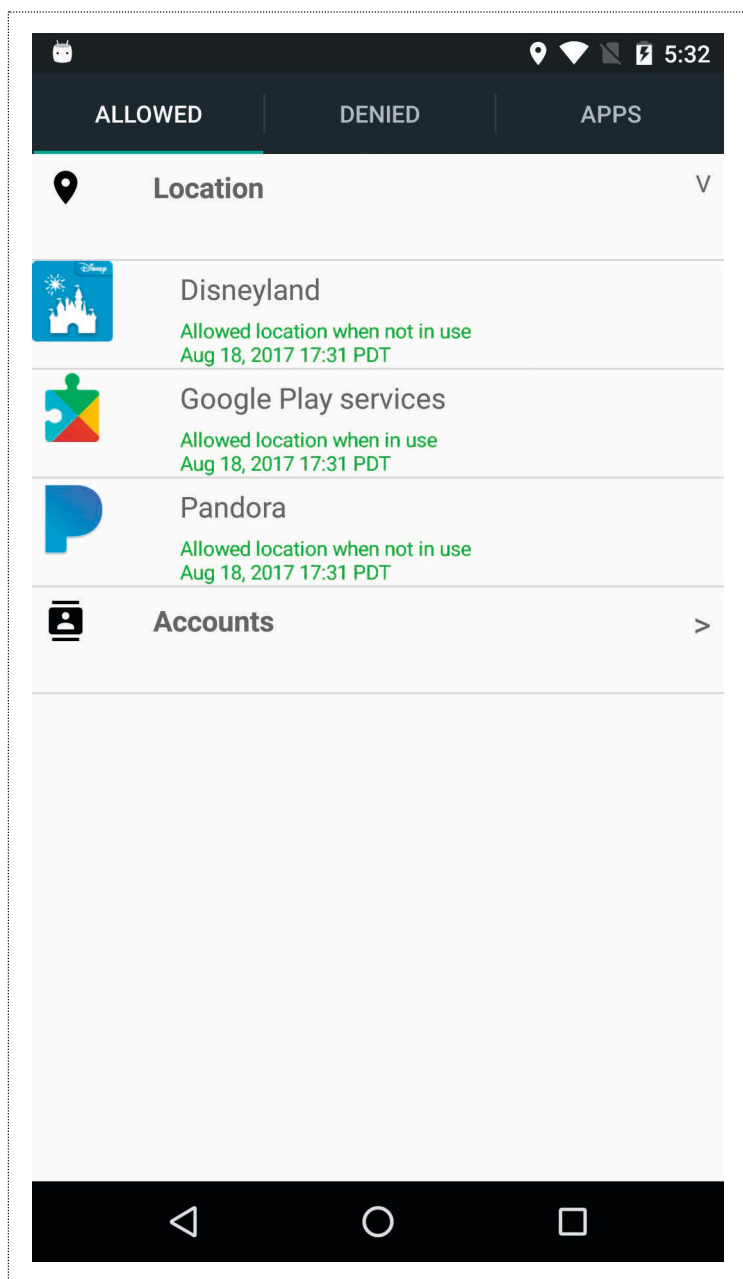 5:32
ALLOWED DENIED APPS
Location V
Disney
Disneyland
Allowed location when not in use
Aug 18, 2017 17:31 PDT
Google Play services
Allowed location when in use
Aug 18, 2017 17:31 PDT
Pandora
Allowed location when not in use
Aug 18, 2017 17:31 PDT
Accounts >